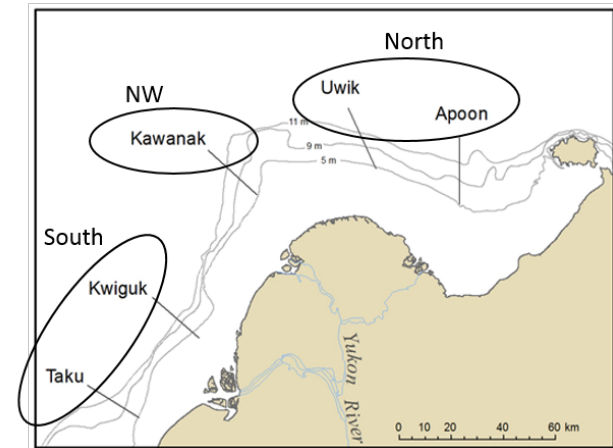 North
Uwik
Apoon
NW
Kawanak
11 m
9 m
5 m
South
Kwiguk
Taku
Yukon
River
0 10 20 40 60 km